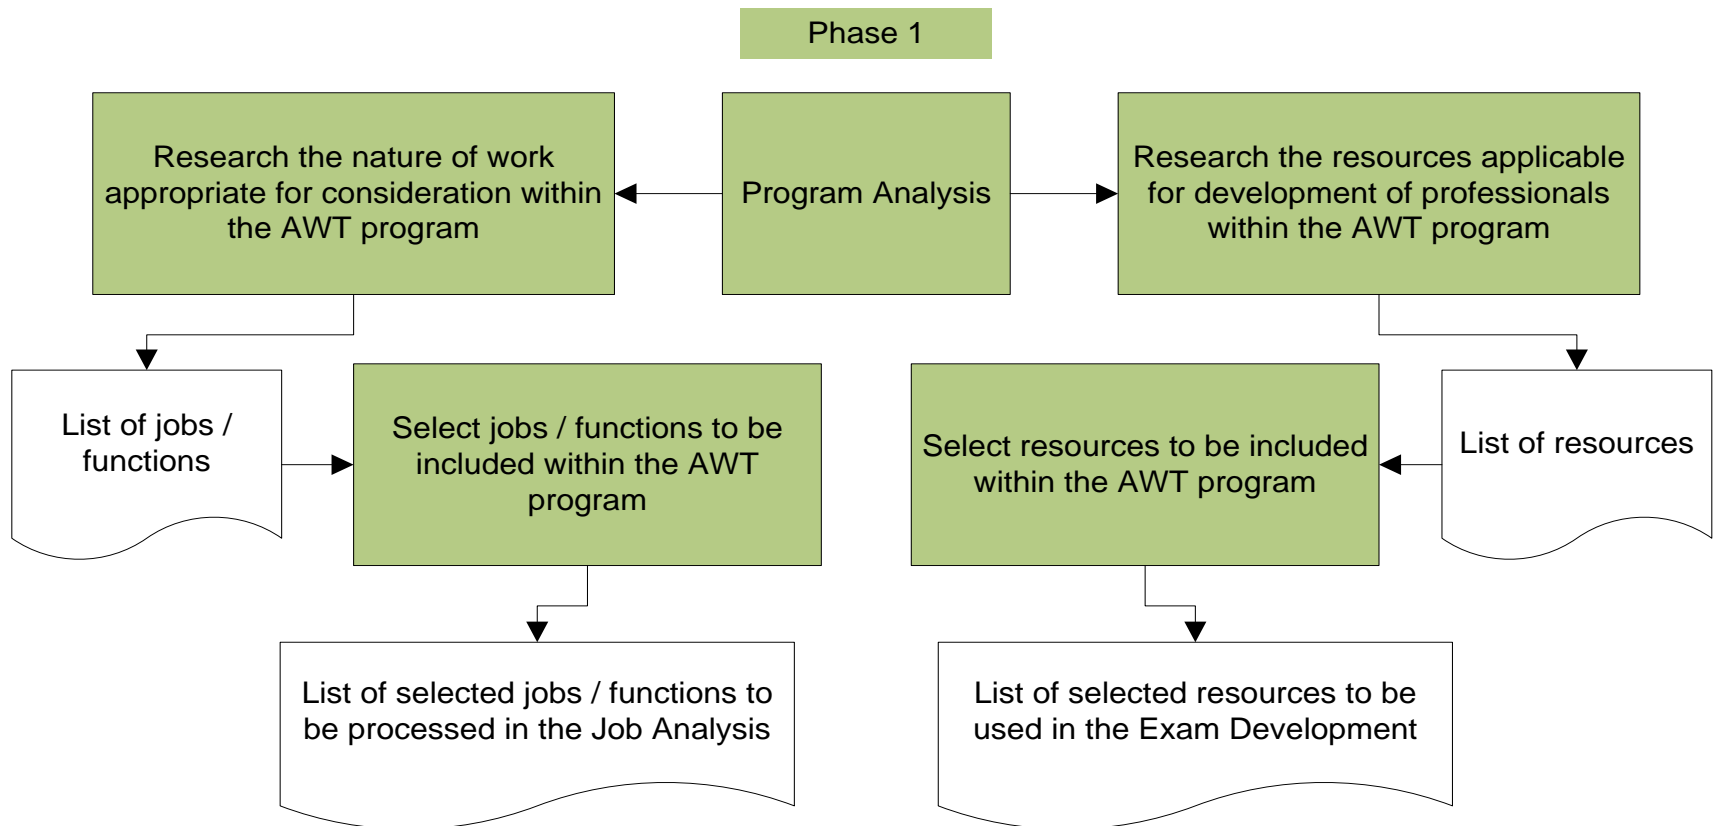 Phase 1
Research the nature of work
appropriate for consideration within
the AWT program
Program Analysis
Research the resources applicable
for development of professionals
within the AWT program
List of jobs /
functions
Select jobs / functions to be
included within the AWT
program
Select resources to be included
within the AWT program
List of resources
List of selected jobs / functions to
be processed in the Job Analysis
List of selected resources to be
used in the Exam Development